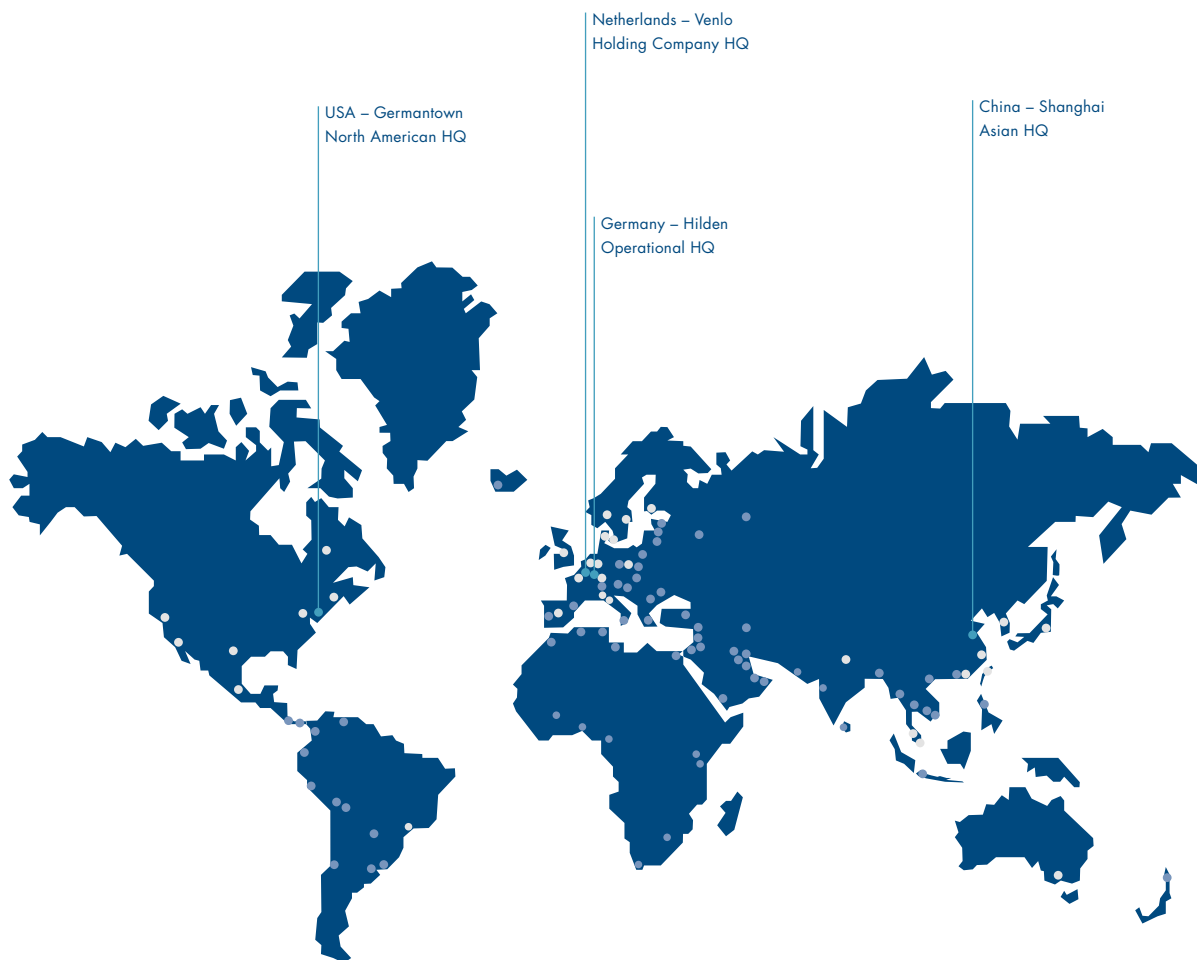 Netherlands – Venlo
Holding Company HQ
USA – Germantown
North American HQ
China – Shanghai
Asian HQ
Germany – Hilden
Operational HQ